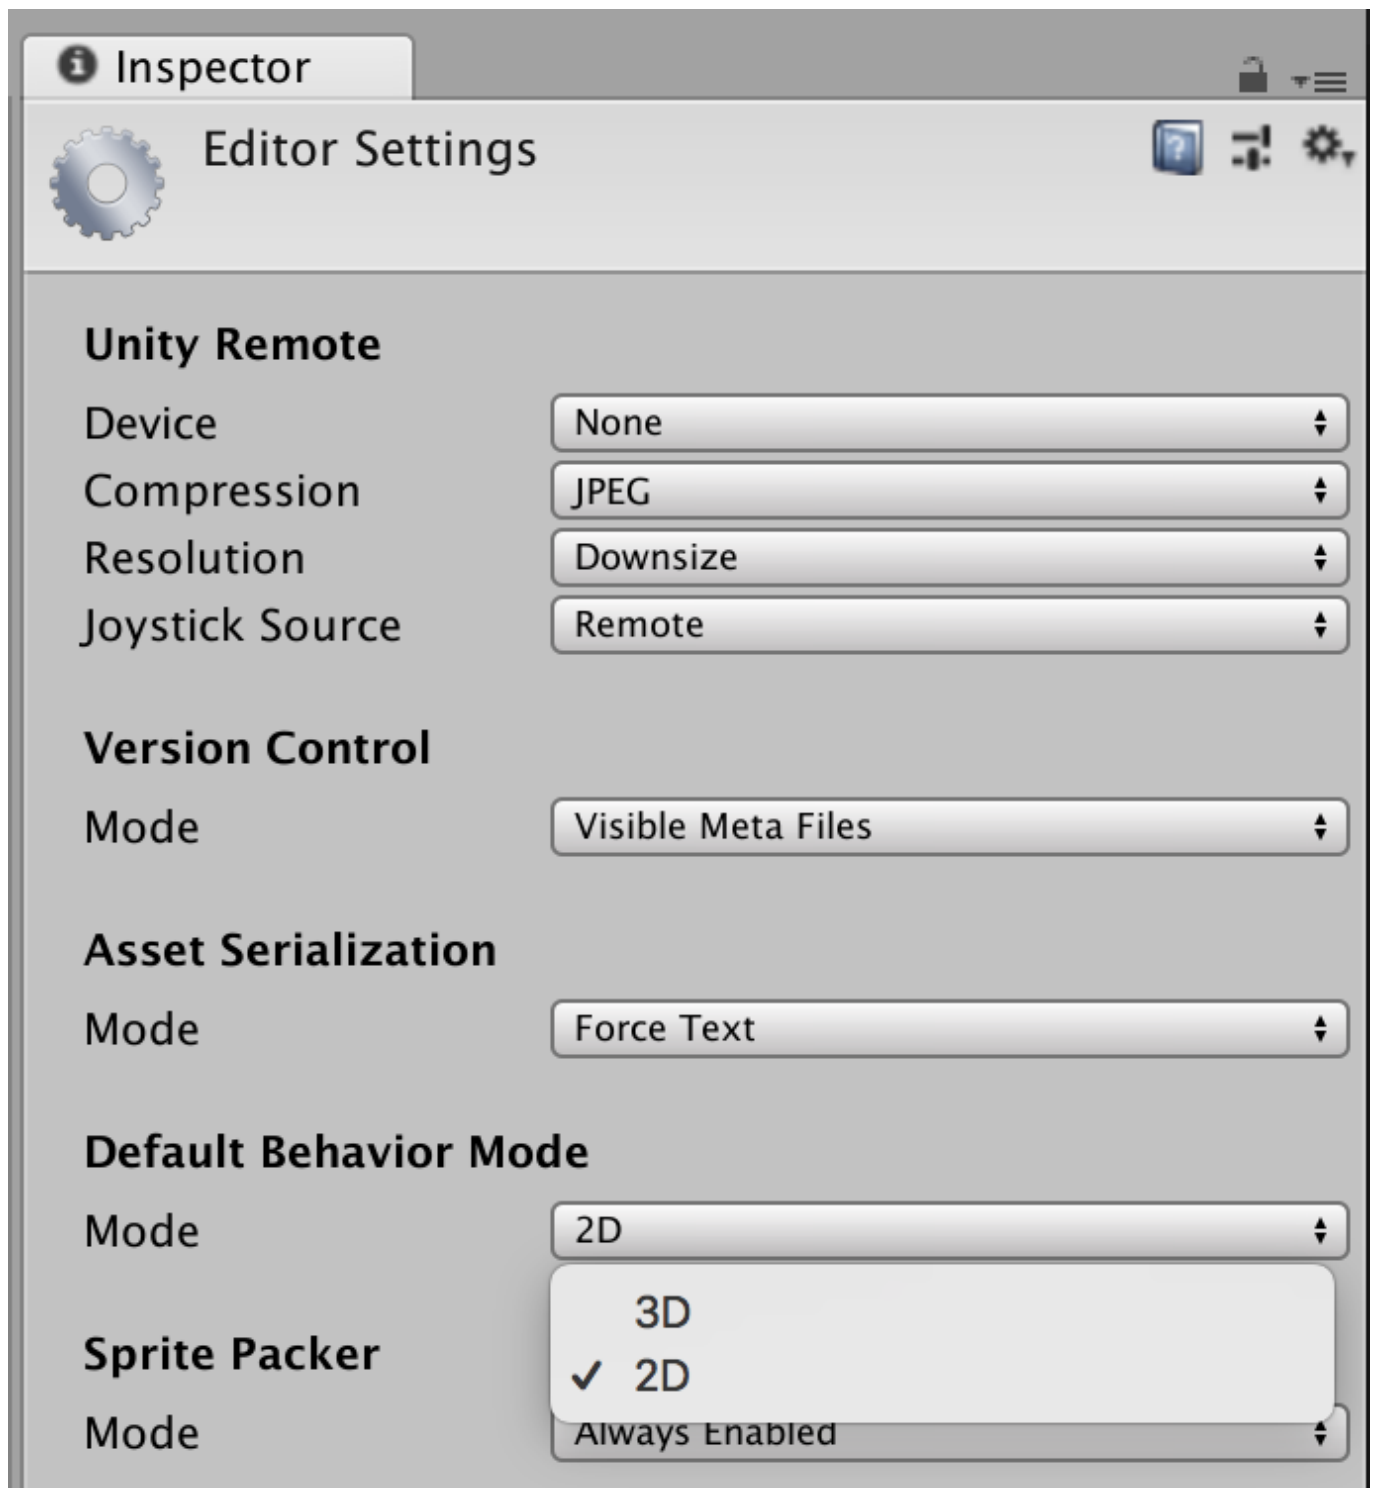 Inspector
Editor Settings
Unity Remote
Device None
Compression JPEG
Resolution Downsize
Joystick Source Remote
Version Control
Mode Visible Meta Files
Asset Serialization
Mode Force Text
Default Behavior Mode
Mode 2D
3D
Sprite Packer
✓ 2D
Mode Always Enabled